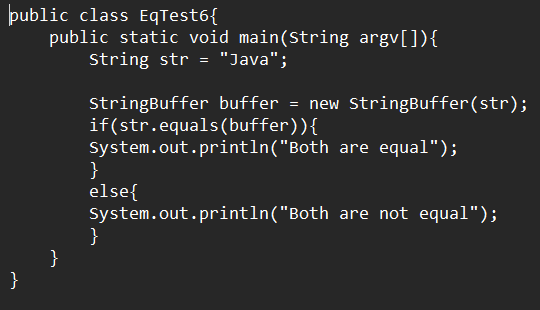 public class EqTest6{
    public static void main(String argv[]){
        String str = "Java";

        StringBuffer buffer = new StringBuffer(str);
        if(str.equals(buffer)){
        System.out.println("Both are equal");
        }
        else{
        System.out.println("Both are not equal");
        }
    }
}